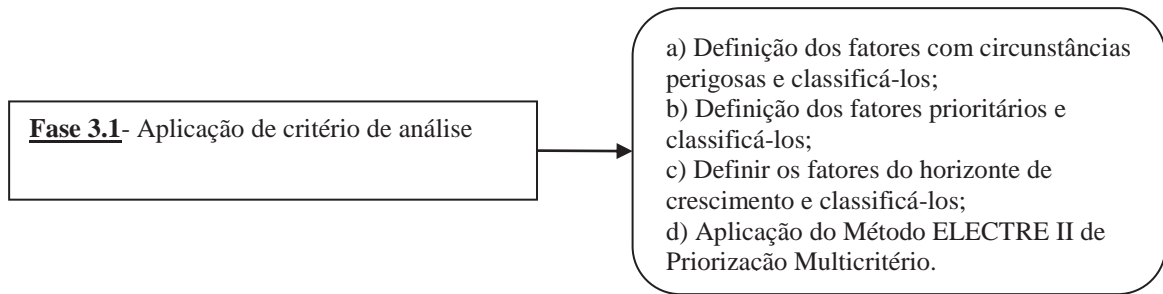 Fase 3.1- Aplicação de critério de análise
a) Definição dos fatores com circunstâncias
perigosas e classificá-los;
b) Definição dos fatores prioritários e
classificá-los;
c) Definir os fatores do horizonte de
crescimento e classificá-los;
d) Aplicação do Método ELECTRE II de
Priorização Multicritério.